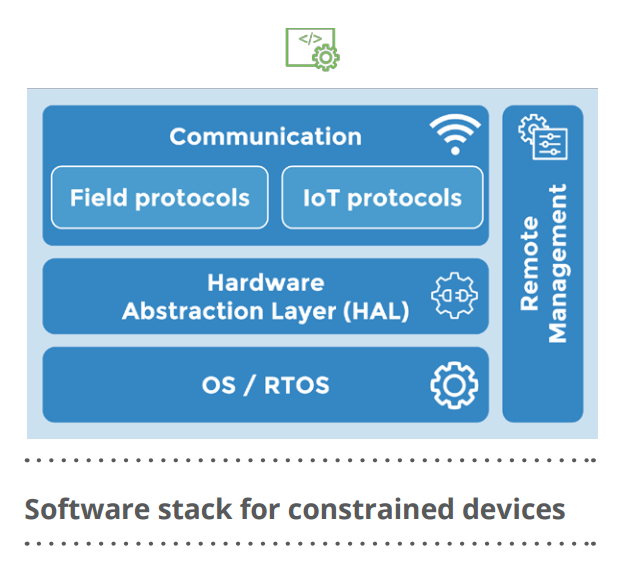 </>
Communication
Field protocols
IoT protocols
Hardware
Abstraction Layer (HAL)
OS / RTOS
Remote
Management
Software stack for constrained devices